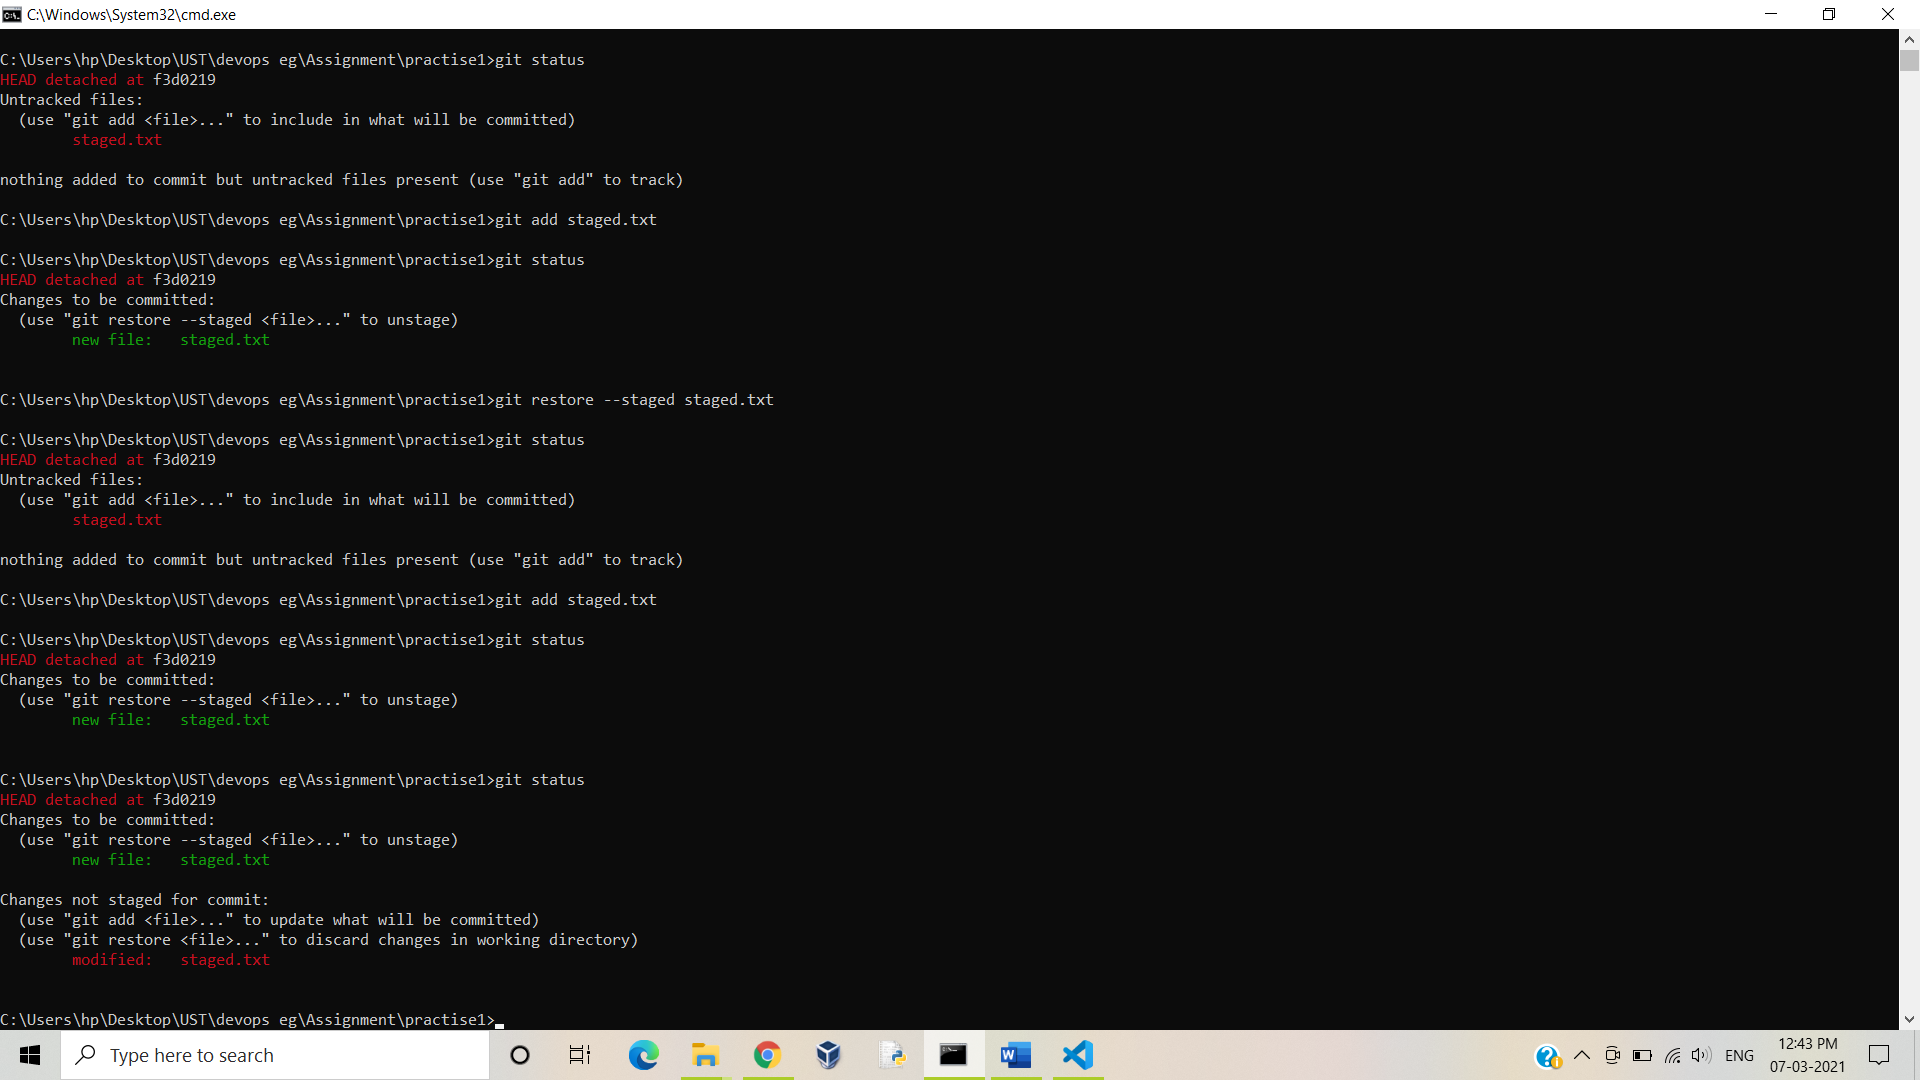 C:\Windows\System32\cmd.exe
C:\Users\hp\Desktop\UST\devops eg\Assignment\practise1>git status
HEAD detached at f3d0219
Untracked files:
  (use "git add <file>..." to include in what will be committed)
        staged.txt
nothing added to commit but untracked files present (use "git add" to track)
C:\Users\hp\Desktop\UST\devops eg\Assignment\practise1>git add staged.txt
C:\Users\hp\Desktop\UST\devops eg\Assignment\practise1>git status
HEAD detached at f3d0219
Changes to be committed:
  (use "git restore --staged <file>..." to unstage)
        new file:   staged.txt
C:\Users\hp\Desktop\UST\devops eg\Assignment\practise1>git restore --staged staged.txt
C:\Users\hp\Desktop\UST\devops eg\Assignment\practise1>git status
HEAD detached at f3d0219
Untracked files:
  (use "git add <file>..." to include in what will be committed)
        staged.txt
nothing added to commit but untracked files present (use "git add" to track)
C:\Users\hp\Desktop\UST\devops eg\Assignment\practise1>git add staged.txt
C:\Users\hp\Desktop\UST\devops eg\Assignment\practise1>git status
HEAD detached at f3d0219
Changes to be committed:
  (use "git restore --staged <file>..." to unstage)
        new file:   staged.txt
C:\Users\hp\Desktop\UST\devops eg\Assignment\practise1>git status
HEAD detached at f3d0219
Changes to be committed:
  (use "git restore --staged <file>..." to unstage)
        new file:   staged.txt
Changes not staged for commit:
  (use "git add <file>..." to update what will be committed)
  (use "git restore <file>..." to discard changes in working directory)
        modified:   staged.txt
C:\Users\hp\Desktop\UST\devops eg\Assignment\practise1>
Type here to search
ENG
12:43 PM
07-03-2021